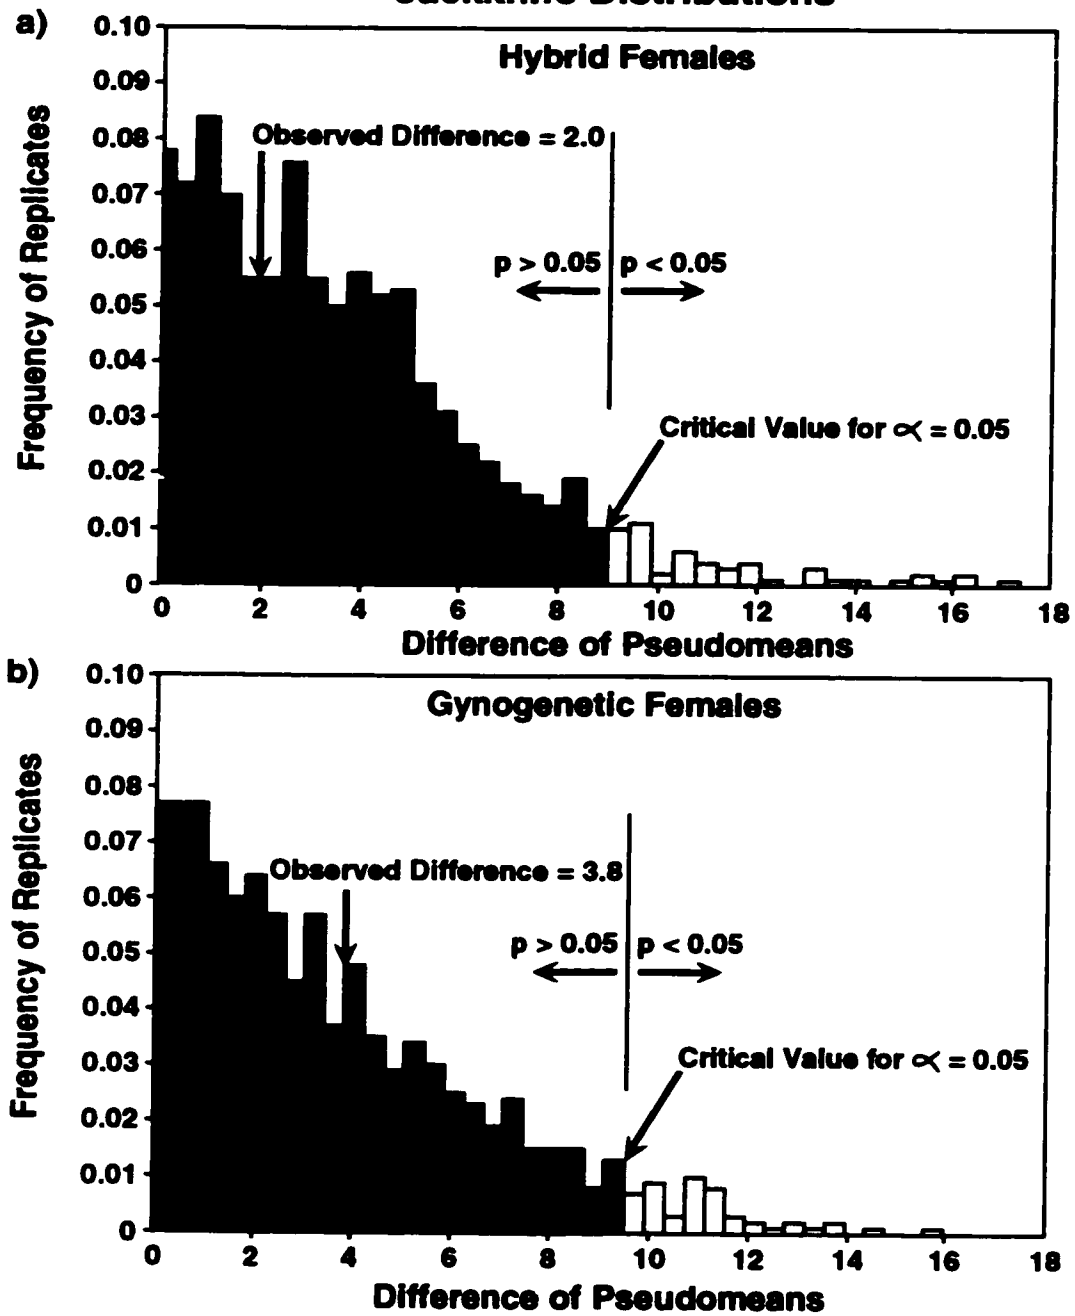 a)
Hybrid Females
Frequency of Replicates
0.10
0.09
0.08
0.07
0.06
0.05
0.04
0.03
0.02
0.01
0
Observed Difference = 2.0
p > 0.05 p < 0.05
Critical Value for ∝ = 0.05
0 2 4 6 8 10 12 14 16 18
Difference of Pseudomeans
b)
Gynogenetic Females
Frequency of Replicates
0.10
0.09
0.08
0.07
0.06
0.05
0.04
0.03
0.02
0.01
0
Observed Difference = 3.8
p > 0.05 p < 0.05
Critical Value for ∝ = 0.05
0 2 4 6 8 10 12 14 16 18
Difference of Pseudomeans